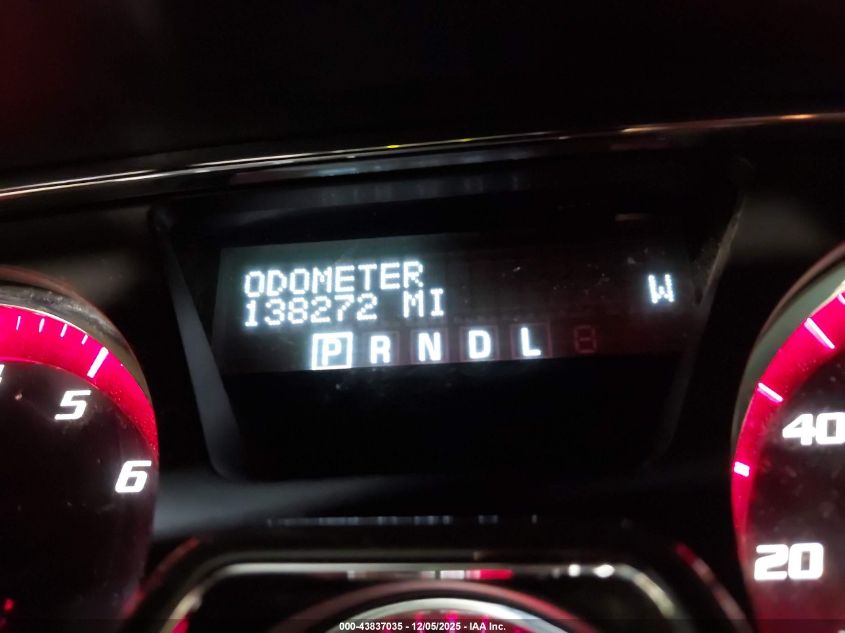 ODOMETER
138272 MI
W
P R N D L
5
6
40
20
000-43837035 - 12/05/2025 - IAA Inc.